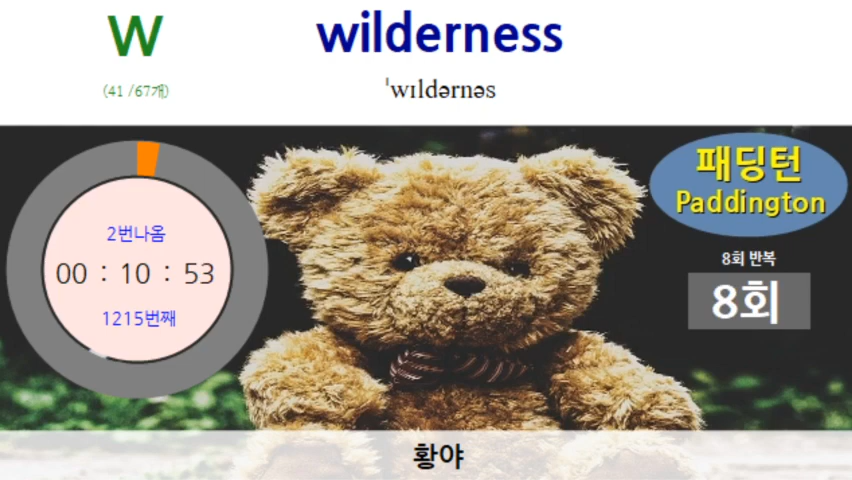 W
wilderness
(41 /67개)
ˈwɪldərnəs
패딩턴
Paddington
2번나옴
00 : 10 : 53
1215번째
8회 반복
8회
황야